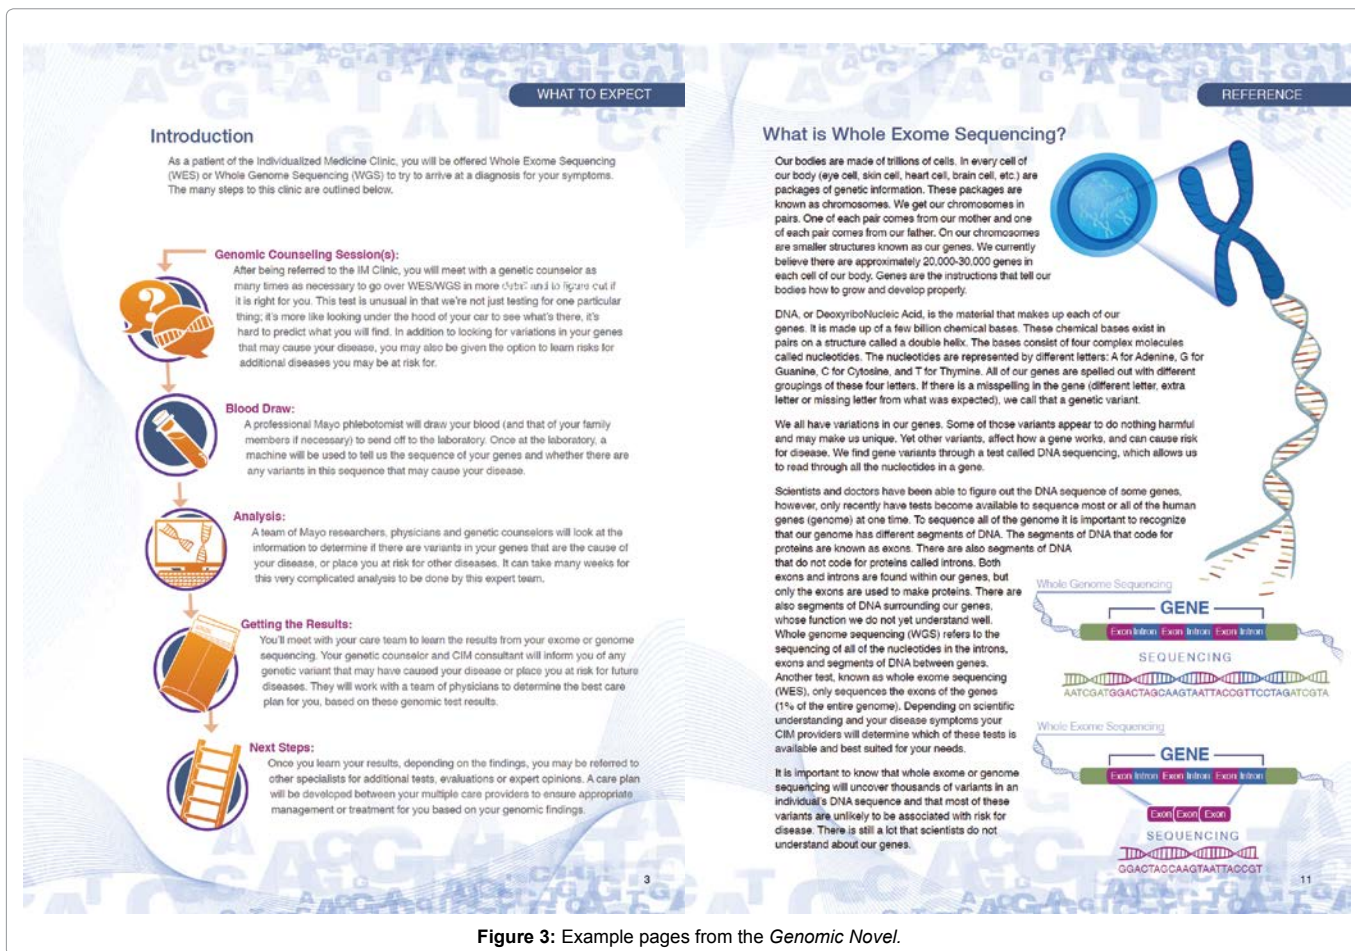 WHAT TO EXPECT
Introduction
As a patient of the Individualized Medicine Clinic, you will be offered Whole Exome Sequencing
(WES) or Whole Genome Sequencing (WGS) to try to arrive at a diagnosis for your symptoms.
The many steps to this clinic are outlined below.
Genomic Counseling Session(s):
After being referred to the IM Clinic, you will meet with a genetic counselor as
many times as necessary to go over WES/WGS in more detail and to figure out if
it is right for you. This test is unusual in that we're not just testing for one particular
thing; it's more like looking under the hood of your car to see what's there, it's
hard to predict what you will find. In addition to looking for variations in your genes
that may cause your disease, you may also be given the option to learn risks for
additional diseases you may be at risk for.
Blood Draw:
A professional Mayo phlebotomist will draw your blood (and that of your family
members if necessary) to send off to the laboratory. Once at the laboratory, a
machine will be used to tell us the sequence of your genes and whether there are
any variants in this sequence that may cause your disease.
Analysis:
A team of Mayo researchers, physicians and genetic counselors will look at the
information to determine if there are variants in your genes that are the cause of
your disease, or place you at risk for other diseases. It can take many weeks for
this very complicated analysis to be done by this expert team.
Getting the Results:
You'll meet with your care team to learn the results from your exome or genome
sequencing. Your genetic counselor and CIM consultant will inform you of any
genetic variant that may have caused your disease or place you at risk for future
diseases. They will work with a team of physicians to determine the best care
plan for you, based on these genomic test results.
Next Steps:
Once you learn your results, depending on the findings, you may be referred to
other specialists for additional tests, evaluations or expert opinions. A care plan
will be developed between your multiple care providers to ensure appropriate
management or treatment for you based on your genomic findings.
3
REFERENCE
What is Whole Exome Sequencing?
Our bodies are made of trillions of cells. In every cell of
our body (eye cell, skin cell, heart cell, brain cell, etc.) are
packages of genetic information. These packages are
known as chromosomes. We get our chromosomes in
pairs. One of each pair comes from our mother and one
of each pair comes from our father. On our chromosomes
are smaller structures known as our genes. We currently
believe there are approximately 20,000-30,000 genes in
each cell of our body. Genes are the instructions that tell our
bodies how to grow and develop properly.
DNA, or DeoxyriboNucleic Acid, is the material that makes up each of our
genes. It is made up of a few billion chemical bases. These chemical bases exist in
pairs on a structure called a double helix. The bases consist of four complex molecules
called nucleotides. The nucleotides are represented by different letters: A for Adenine, G for
Guanine, C for Cytosine, and T for Thymine. All of our genes are spelled out with different
groupings of these four letters. If there is a misspelling in the gene (different letter, extra
letter or missing letter from what was expected), we call that a genetic variant.
We all have variations in our genes. Some of those variants appear to do nothing harmful
and may make us unique. Yet other variants, affect how a gene works, and can cause risk
for disease. We find gene variants through a test called DNA sequencing, which allows us
to read through all the nucleotides in a gene.
Scientists and doctors have been able to figure out the DNA sequence of some genes,
however, only recently have tests become available to sequence most or all of the human
genes (genome) at one time. To sequence all of the genome it is important to recognize
that our genome has different segments of DNA. The segments of DNA that code for
proteins are known as exons. There are also segments of DNA
that do not code for proteins called introns. Both
exons and introns are found within our genes, but
only the exons are used to make proteins. There are
also segments of DNA surrounding our genes,
whose function we do not yet understand well.
Whole genome sequencing (WGS) refers to the
sequencing of all of the nucleotides in the introns,
exons and segments of DNA between genes.
Another test, known as whole exome sequencing
(WES), only sequences the exons of the genes
(1% of the entire genome). Depending on scientific
understanding and your disease symptoms your
CIM providers will determine which of these tests is
available and best suited for your needs.
It is important to know that whole exome or genome
sequencing will uncover thousands of variants in an
individual's DNA sequence and that most of these
variants are unlikely to be associated with risk for
disease. There is still a lot that scientists do not
understand about our genes.
Whole Genome Sequencing
GENE
Exon Intron Exon Intron Exon Intron
SEQUENCING
AATCGATGGACTAGCAAGTAATTACCGTTCCTAGATCGTA
Whole Exome Sequencing
GENE
Exon Intron Exon Intron Exon Intron
Exon Exon Exon
SEQUENCING
GGACTAGCAAGTAATTACCGT
11
Figure 3: Example pages from the Genomic Novel.